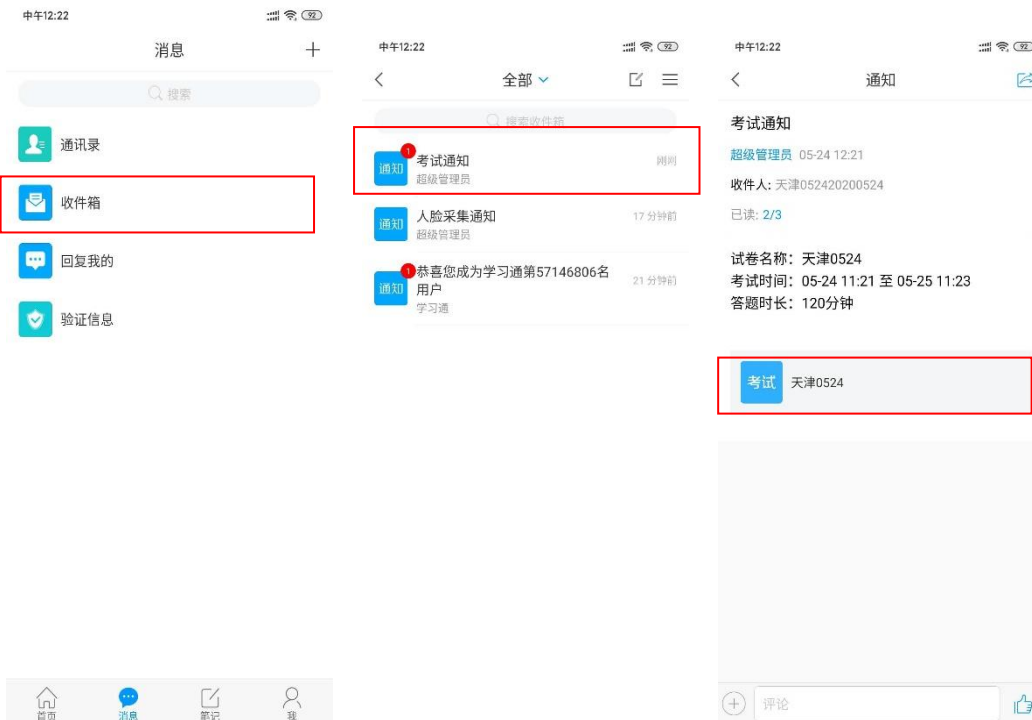 中午12:22
92
消息
搜索
通讯录
收件箱
回复我的
验证信息
首页
消息
笔记
我
中午12:22
92
全部
搜索收件箱
通知
1
考试通知
刚刚
超级管理员
通知
人脸采集通知
17 分钟前
超级管理员
通知
1
恭喜您成为学习通第57146806名
用户
21 分钟前
学习通
中午12:22
92
通知
考试通知
超级管理员 05-24 12:21
收件人: 天津052420200524
已读: 2/3
试卷名称：天津0524
考试时间：05-24 11:21 至 05-25 11:23
答题时长：120分钟
考试 天津0524
评论